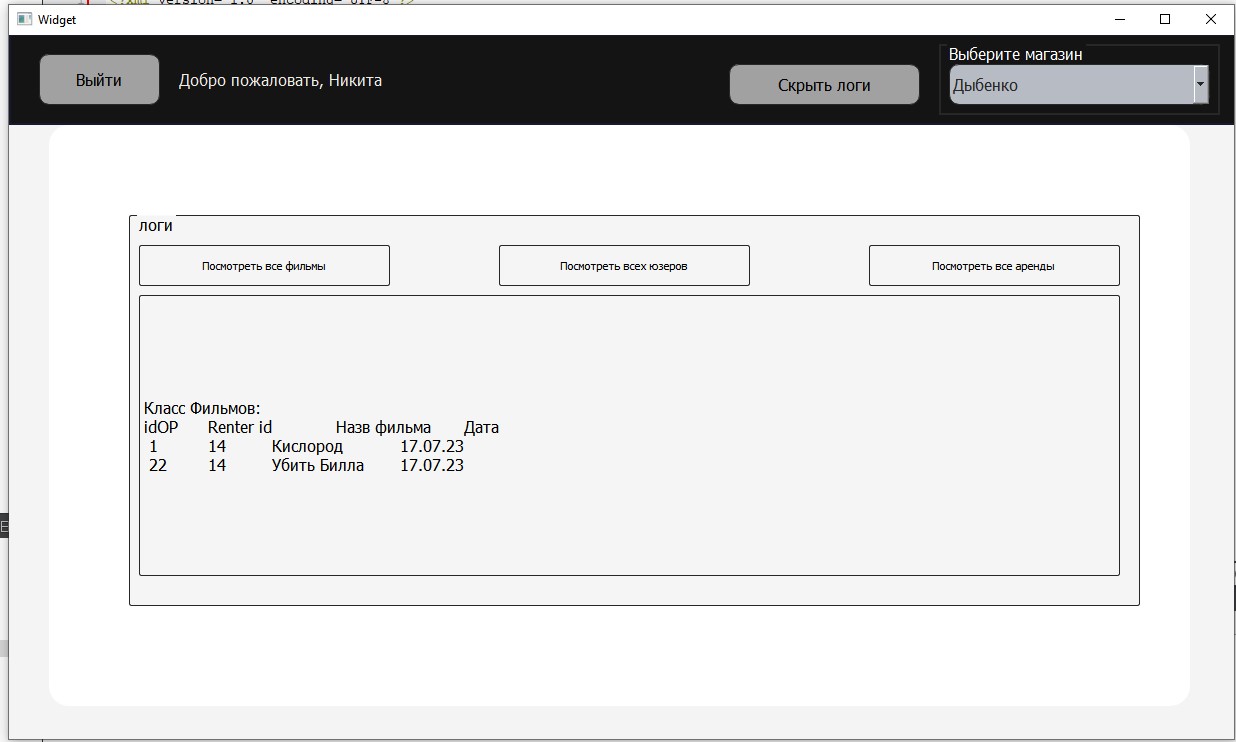 Widget
Выйти
Добро пожаловать, Никита
Скрыть логи
Выберите магазин
Дыбенко
логи
Посмотреть все фильмы
Посмотреть всех юзеров
Посмотреть все аренды
Класс Фильмов:
idOP Renter id Назв фильма Дата
1 14 Кислород 17.07.23
22 14 Убить Билла 17.07.23